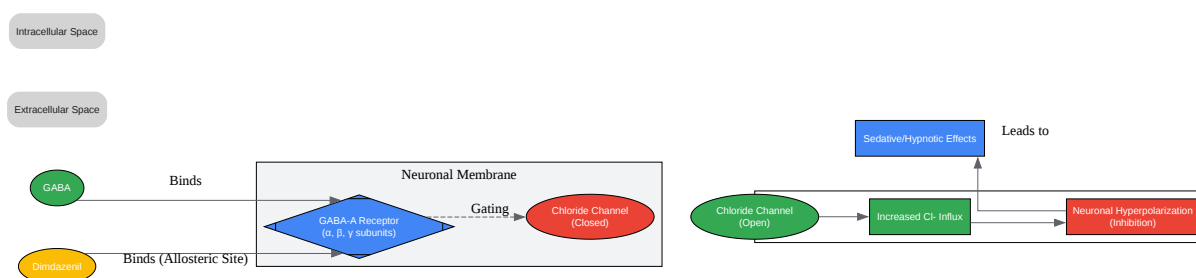 Intracellular Space
Extracellular Space
GABA
Binds
Dimdazenil
Binds (Allosteric Site)
Neuronal Membrane
GABA-A Receptor
(α, β, γ subunits)
Gating
Chloride Channel
(Closed)
Sedative/Hypnotic Effects
Leads to
Chloride Channel
(Open)
Increased Cl- Influx
Neuronal Hyperpolarization
(Inhibition)